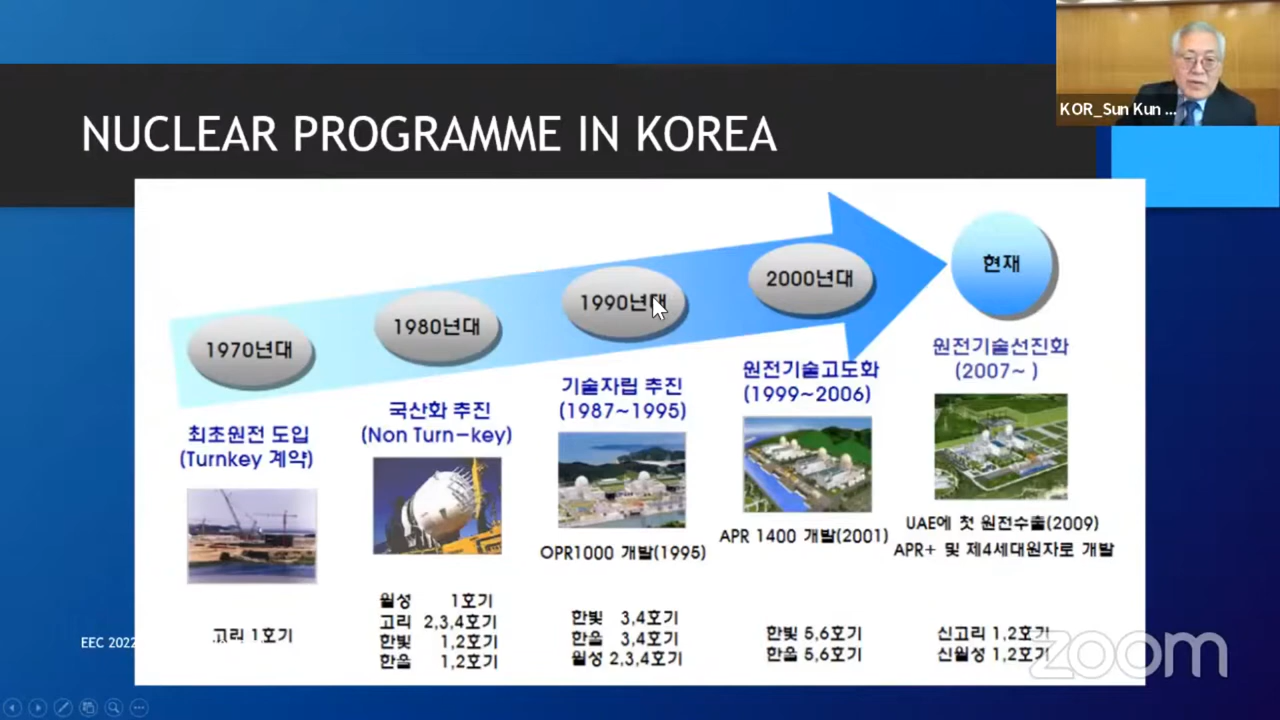 KOR_Sun Kun ...
NUCLEAR PROGRAMME IN KOREA
1970년대
최초원전 도입
(Turnkey 계약)
고리 1호기
1980년대
국산화 추진
(Non Turn-key)
월성 1호기
고리 2,3,4호기
한빛 1,2호기
한울 1,2호기
1990년대
기술자립 추진
(1987~1995)
OPR1000 개발(1995)
한빛 3,4호기
한울 3,4호기
월성 2,3,4호기
2000년대
원전기술고도화
(1999~2006)
APR 1400 개발(2001)
한빛 5,6호기
한울 5,6호기
현재
원전기술선진화
(2007~ )
UAE에 첫 원전수출(2009)
APR+ 및 제4세대원자로 개발
신고리 1,2호기
신월성 1,2호기
EEC 2022
zoom